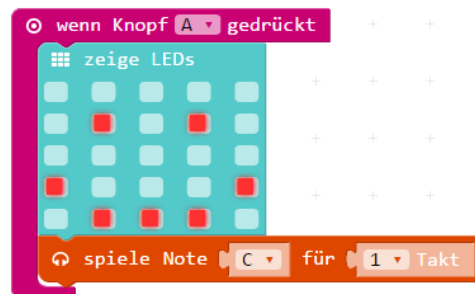 wenn Knopf A gedrückt
zeige LEDs
spiele Note C für 1 Takt